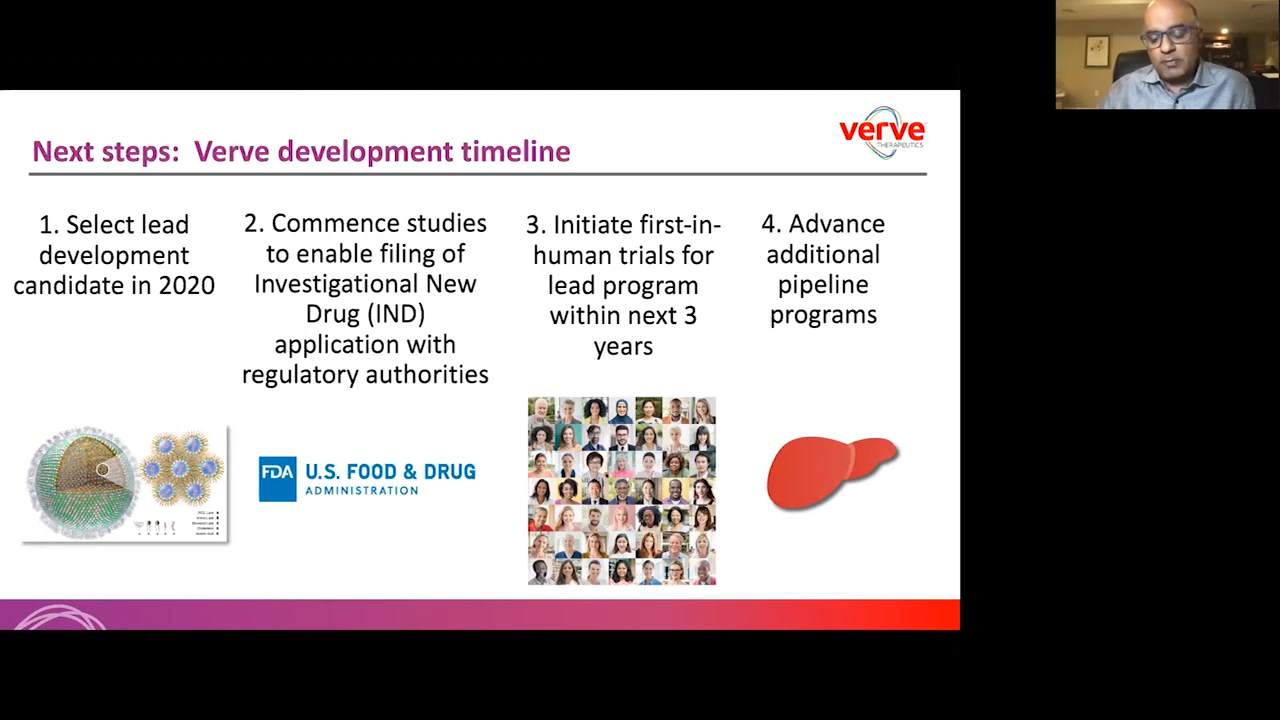 verve
THERAPEUTICS
Next steps: Verve development timeline
1. Select lead
development
candidate in 2020
2. Commence studies
to enable filing of
Investigational New
Drug (IND)
application with
regulatory authorities
3. Initiate first-in-
human trials for
lead program
within next 3
years
4. Advance
additional
pipeline
programs
FDA U.S. FOOD & DRUG
ADMINISTRATION